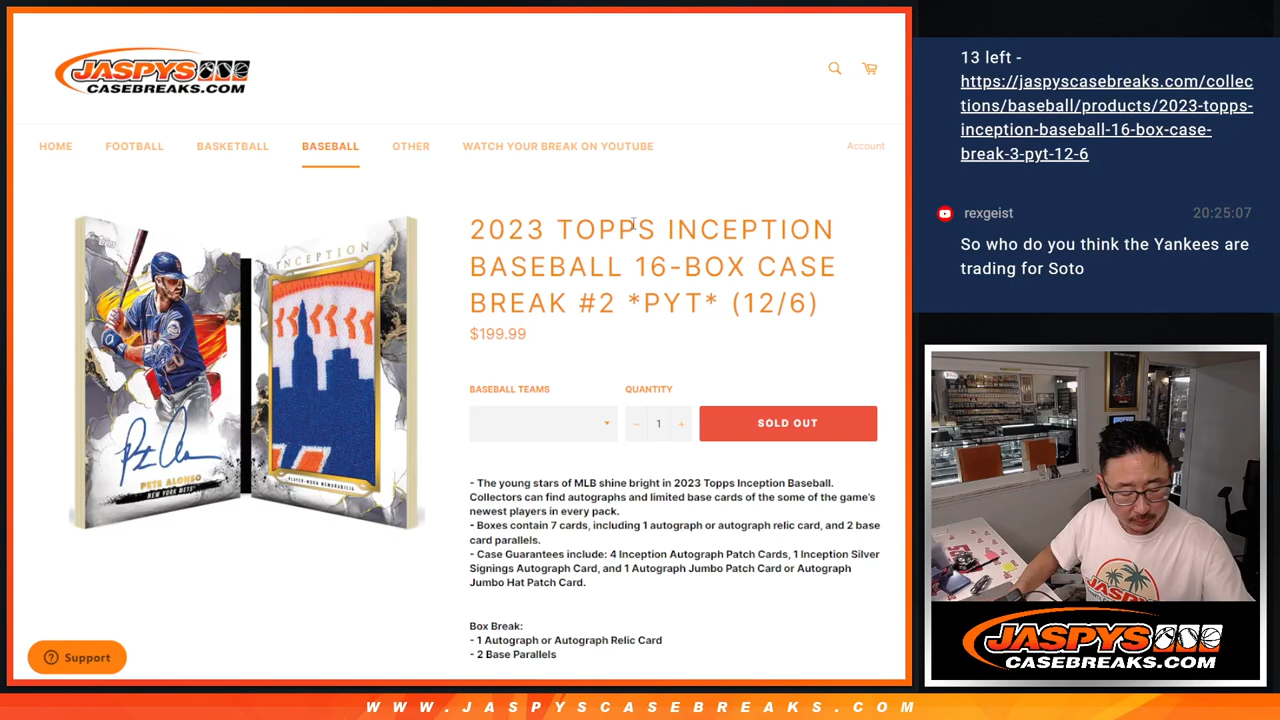 JASPYS
CASEBREAKS.COM
HOME
FOOTBALL
BASKETBALL
BASEBALL
OTHER
WATCH YOUR BREAK ON YOUTUBE
Account
INCEPTION
PETE ALONSO
NEW YORK METS
PLAYER-WORN MEMORABILIA
2023 TOPPS INCEPTION
BASEBALL 16-BOX CASE
BREAK #2 *PYT* (12/6)
$199.99
BASEBALL TEAMS
QUANTITY
− 1 +
SOLD OUT
- The young stars of MLB shine bright in 2023 Topps Inception Baseball.
Collectors can find autographs and limited base cards of the some of the game's
newest players in every pack.
- Boxes contain 7 cards, including 1 autograph or autograph relic card, and 2 base
card parallels.
- Case Guarantees include: 4 Inception Autograph Patch Cards, 1 Inception Silver
Signings Autograph Card, and 1 Autograph Jumbo Patch Card or Autograph
Jumbo Hat Patch Card.
Box Break:
- 1 Autograph or Autograph Relic Card
- 2 Base Parallels
Support
13 left -
https://jaspyscasebreaks.com/collec
tions/baseball/products/2023-topps-
inception-baseball-16-box-case-
break-3-pyt-12-6
rexgeist
20:25:07
So who do you think the Yankees are
trading for Soto
JASPYS
JASPYS
CASEBREAKS.COM
WWW.JASPYSCASEBREAKS.COM